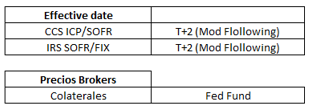 Effective date
CCS ICP/SOFR T+2 (Mod Flollowing)
IRS SOFR/FIX T+2 (Mod Flollowing)
Precios Brokers
Colaterales Fed Fund